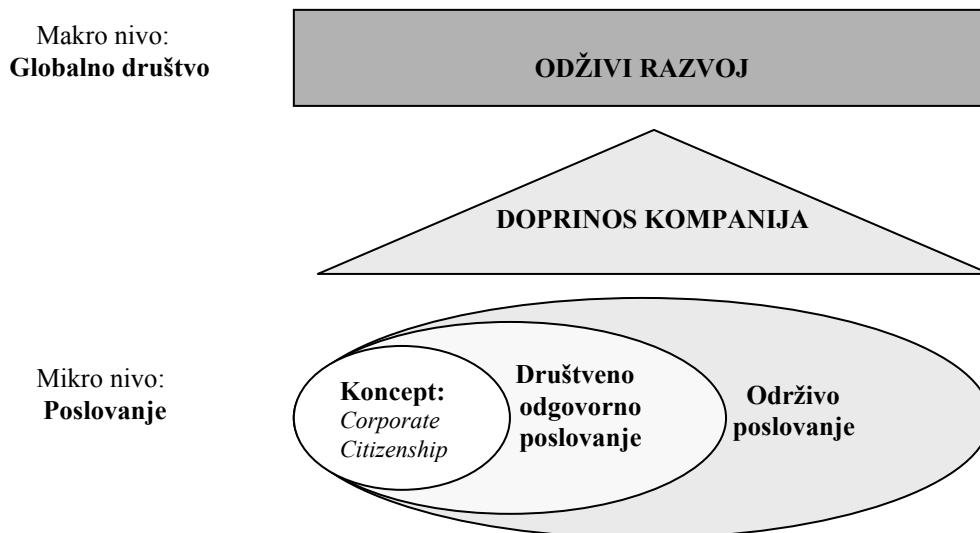 Makro nivo:
Globalno društvo
ODŽIVI RAZVOJ
DOPRINOS KOMPANIJA
Mikro nivo:
Poslovanje
Koncept:
Corporate
Citizenship
Društveno
odgovorno
poslovanje
Održivo
poslovanje